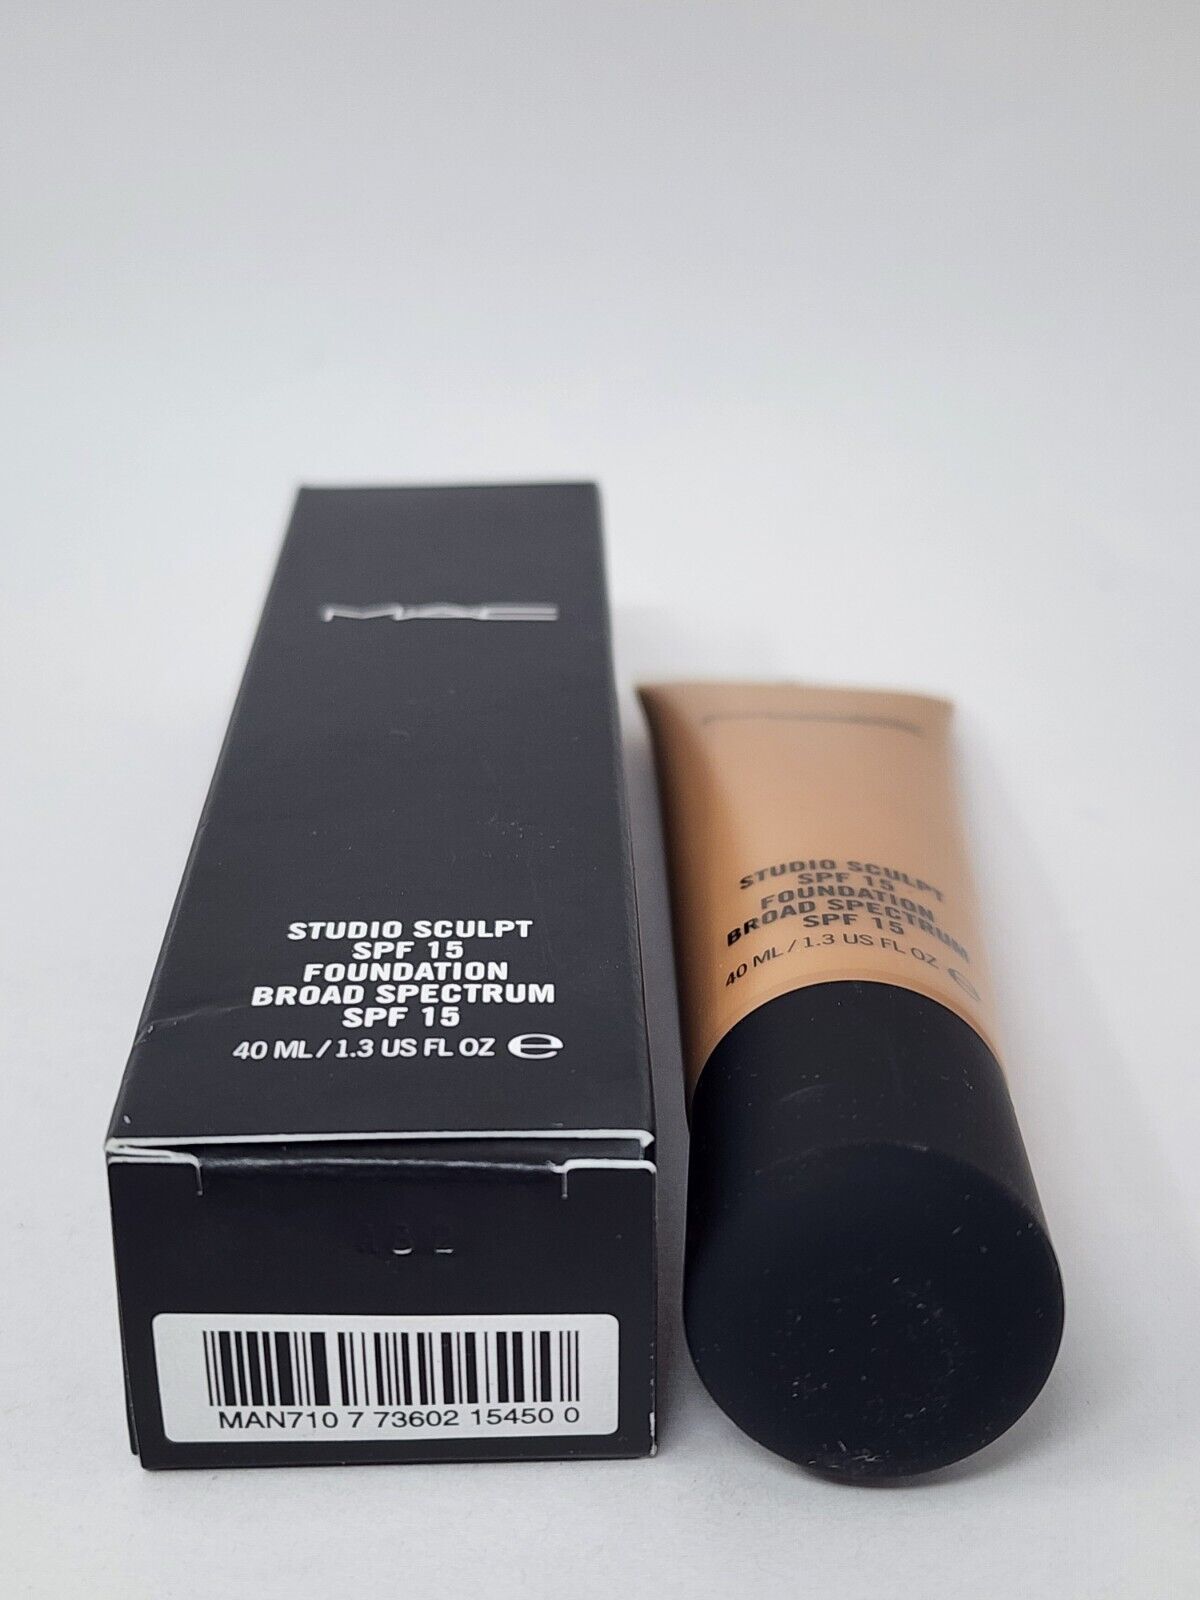 MAC
STUDIO SCULPT
SPF 15
FOUNDATION
BROAD SPECTRUM
SPF 15
40 ML / 1.3 US FL OZ ℮
MAN710 7 73602 15450 0
STUDIO SCULPT
SPF 15
FOUNDATION
BROAD SPECTRUM
SPF 15
40 ML / 1.3 US FL OZ ℮